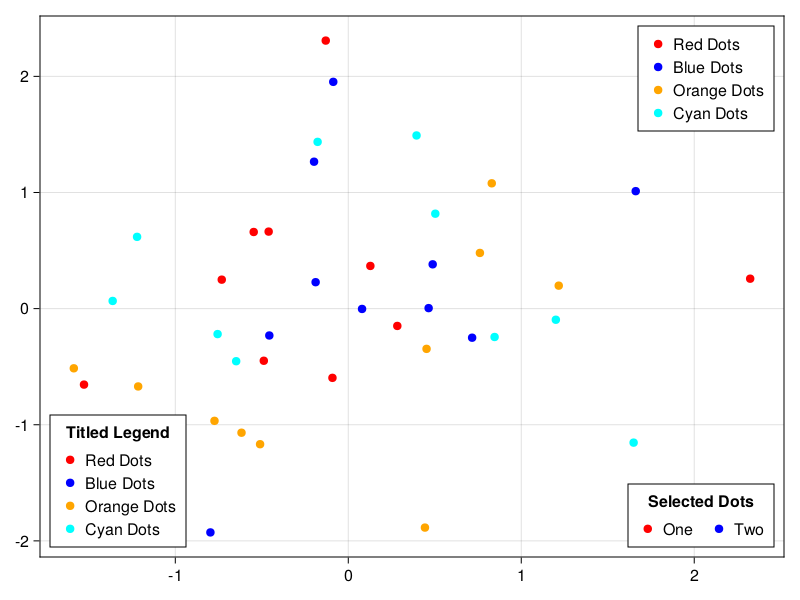 2
1
0
-1
-2
Red Dots
Blue Dots
Orange Dots
Cyan Dots
Titled Legend
Red Dots
Blue Dots
Orange Dots
Cyan Dots
Selected Dots
One Two
-1 0 1 2